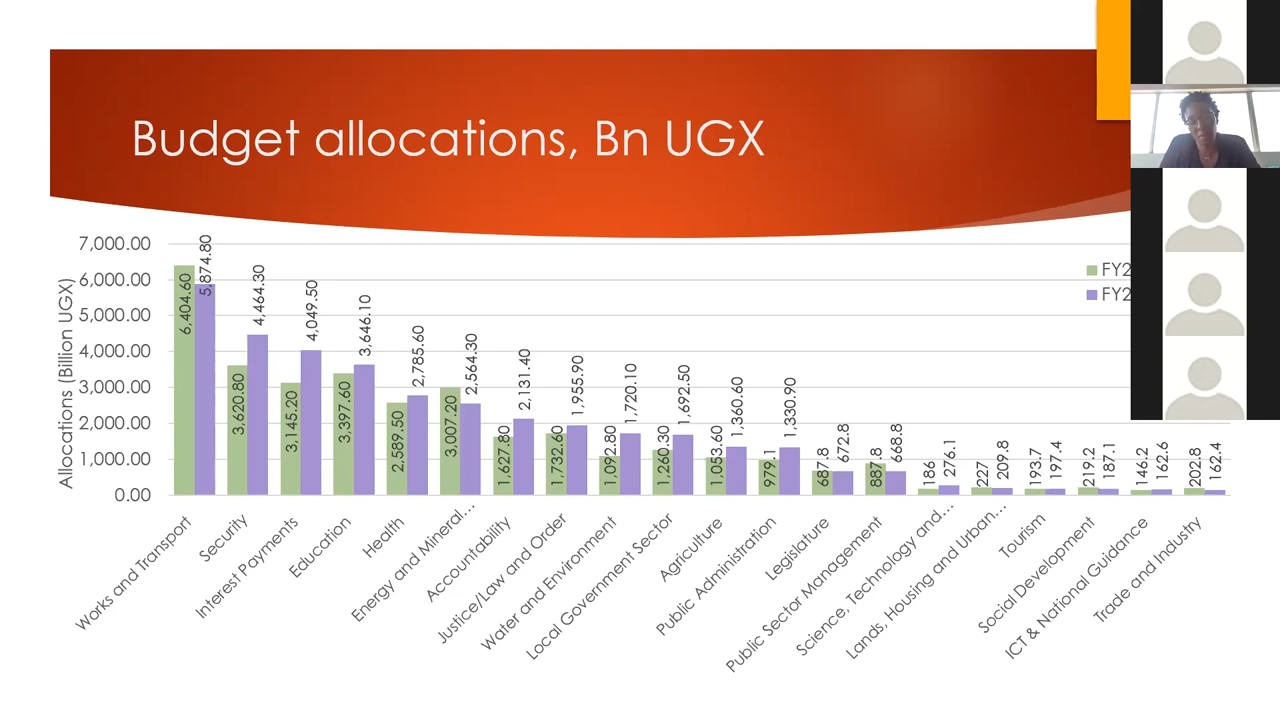 Budget allocations, Bn UGX
Allocations (Billion UGX)
7,000.00
6,000.00
5,000.00
4,000.00
3,000.00
2,000.00
1,000.00
0.00
FY2
FY2
6,404.60
5,874.80
3,620.80
4,464.30
3,145.20
4,049.50
3,397.60
3,646.10
2,589.50
2,785.60
3,007.20
2,564.30
1,627.80
2,131.40
1,732.60
1,955.90
1,092.80
1,720.10
1,260.30
1,692.50
1,053.60
1,360.60
979.1
1,330.90
687.8
672.8
887.8
668.8
186
276.1
227
209.8
193.7
197.4
219.2
187.1
146.2
162.6
202.8
162.4
Works and Transport
Security
Interest Payments
Education
Health
Energy and Mineral...
Accountability
Justice/Law and Order
Water and Environment
Local Government Sector
Agriculture
Public Administration
Legislature
Public Sector Management
Science, Technology and...
Lands, Housing and Urban...
Tourism
Social Development
ICT & National Guidance
Trade and Industry